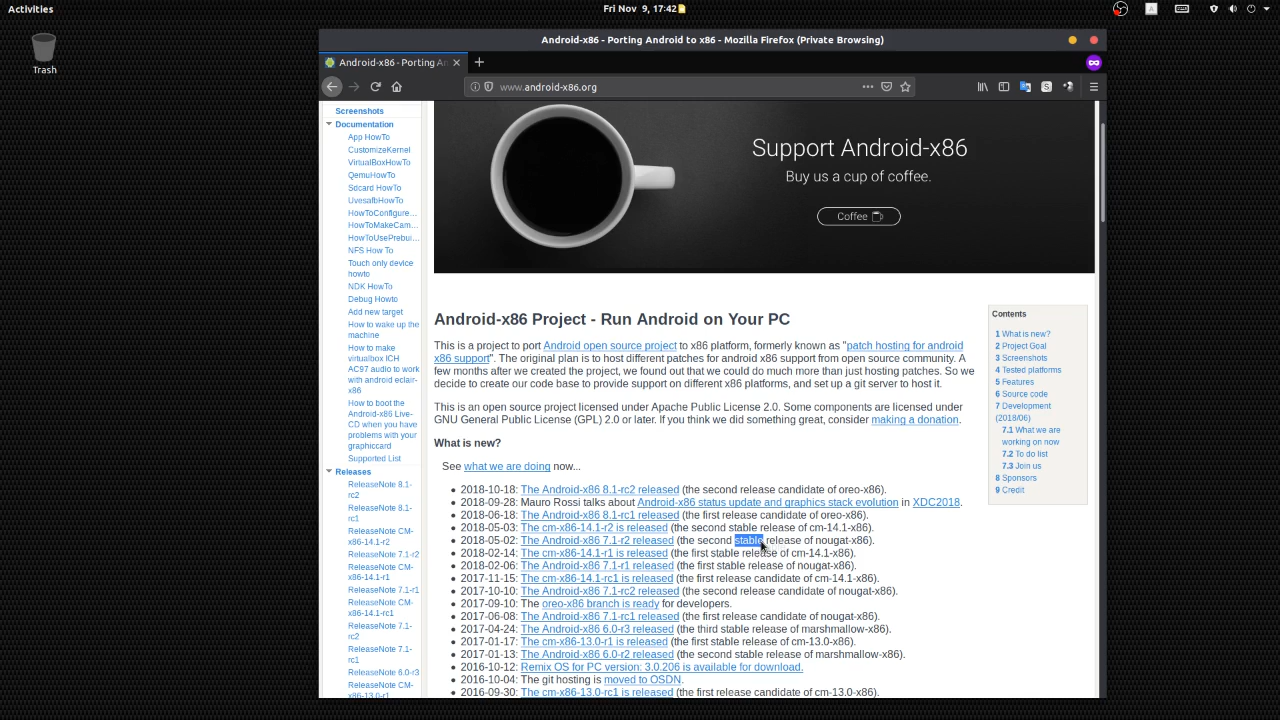 Activities
Fri Nov 9, 17:42
A
Trash
Android-x86 - Porting Android to x86 - Mozilla Firefox (Private Browsing)
Android-x86 - Porting An
www.android-x86.org
S
Screenshots
Documentation
App HowTo
CustomizeKernel
VirtualBoxHowTo
QemuHowTo
Sdcard HowTo
UvesafbHowTo
HowToConfigure...
HowToMakeCam...
HowToUsePrebui...
NFS How To
Touch only device
howto
NDK HowTo
Debug Howto
Add new target
How to wake up the
machine
How to make
virtualbox ICH
AC97 audio to work
with android eclair-
x86
How to boot the
Android-x86 Live-
CD when you have
problems with your
graphiccard
Supported List
Releases
ReleaseNote 8.1-
rc2
ReleaseNote 8.1-
rc1
ReleaseNote CM-
x86-14.1-r2
ReleaseNote 7.1-r2
ReleaseNote CM-
x86-14.1-r1
ReleaseNote 7.1-r1
ReleaseNote CM-
x86-14.1-rc1
ReleaseNote 7.1-
rc2
ReleaseNote 7.1-
rc1
ReleaseNote 6.0-r3
ReleaseNote CM-
x86-13.0-r1
Support Android-x86
Buy us a cup of coffee.
Coffee
Android-x86 Project - Run Android on Your PC
This is a project to port Android open source project to x86 platform, formerly known as "patch hosting for android
x86 support". The original plan is to host different patches for android x86 support from open source community. A
few months after we created the project, we found out that we could do much more than just hosting patches. So we
decide to create our code base to provide support on different x86 platforms, and set up a git server to host it.
This is an open source project licensed under Apache Public License 2.0. Some components are licensed under
GNU General Public License (GPL) 2.0 or later. If you think we did something great, consider making a donation.
What is new?
See what we are doing now...
2018-10-18: The Android-x86 8.1-rc2 released (the second release candidate of oreo-x86).
2018-09-28: Mauro Rossi talks about Android-x86 status update and graphics stack evolution in XDC2018.
2018-06-18: The Android-x86 8.1-rc1 released (the first release candidate of oreo-x86).
2018-05-03: The cm-x86-14.1-r2 is released (the second stable release of cm-14.1-x86).
2018-05-02: The Android-x86 7.1-r2 released (the second stable release of nougat-x86).
2018-02-14: The cm-x86-14.1-r1 is released (the first stable release of cm-14.1-x86).
2018-02-06: The Android-x86 7.1-r1 released (the first stable release of nougat-x86).
2017-11-15: The cm-x86-14.1-rc1 is released (the first release candidate of cm-14.1-x86).
2017-10-10: The Android-x86 7.1-rc2 released (the second release candidate of nougat-x86).
2017-09-10: The oreo-x86 branch is ready for developers.
2017-06-08: The Android-x86 7.1-rc1 released (the first release candidate of nougat-x86).
2017-04-24: The Android-x86 6.0-r3 released (the third stable release of marshmallow-x86).
2017-01-17: The cm-x86-13.0-r1 is released (the first stable release of cm-13.0-x86).
2017-01-13: The Android-x86 6.0-r2 released (the second stable release of marshmallow-x86).
2016-10-12: Remix OS for PC version: 3.0.206 is available for download.
2016-10-04: The git hosting is moved to OSDN.
2016-09-30: The cm-x86-13.0-rc1 is released (the first release candidate of cm-13.0-x86).
Contents
1 What is new?
2 Project Goal
3 Screenshots
4 Tested platforms
5 Features
6 Source code
7 Development
(2018/06)
7.1 What we are
working on now
7.2 To do list
7.3 Join us
8 Sponsors
9 Credit